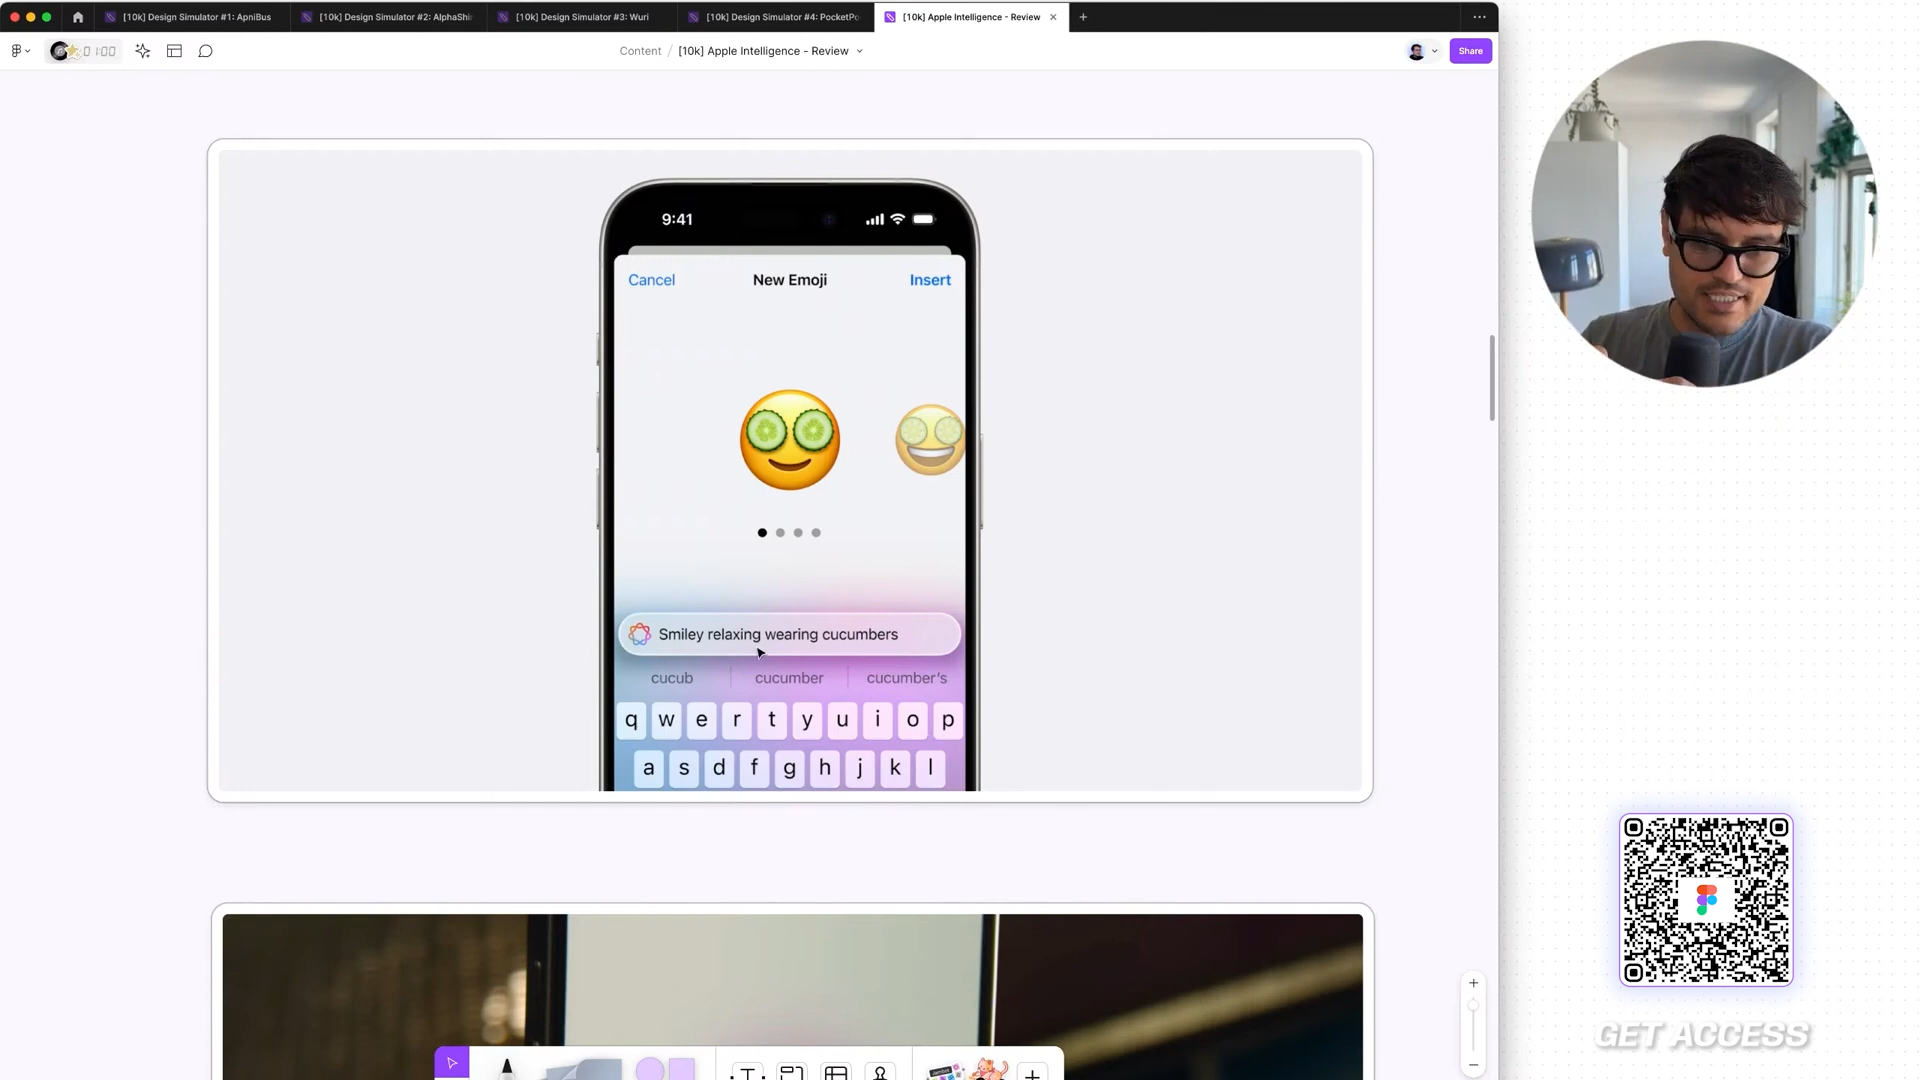 [10k] Design Simulator #1: ApniBus
[10k] Design Simulator #2: AlphaShi
[10k] Design Simulator #3: Wuri
[10k] Design Simulator #4: PocketPo
[10k] Apple Intelligence - Review
01:00
Content / [10k] Apple Intelligence - Review
Share
9:41
Cancel
New Emoji
Insert
Smiley relaxing wearing cucumbers
cucub
cucumber
cucumber's
q w e r t y u i o p
a s d f g h j k l
T
GET ACCESS